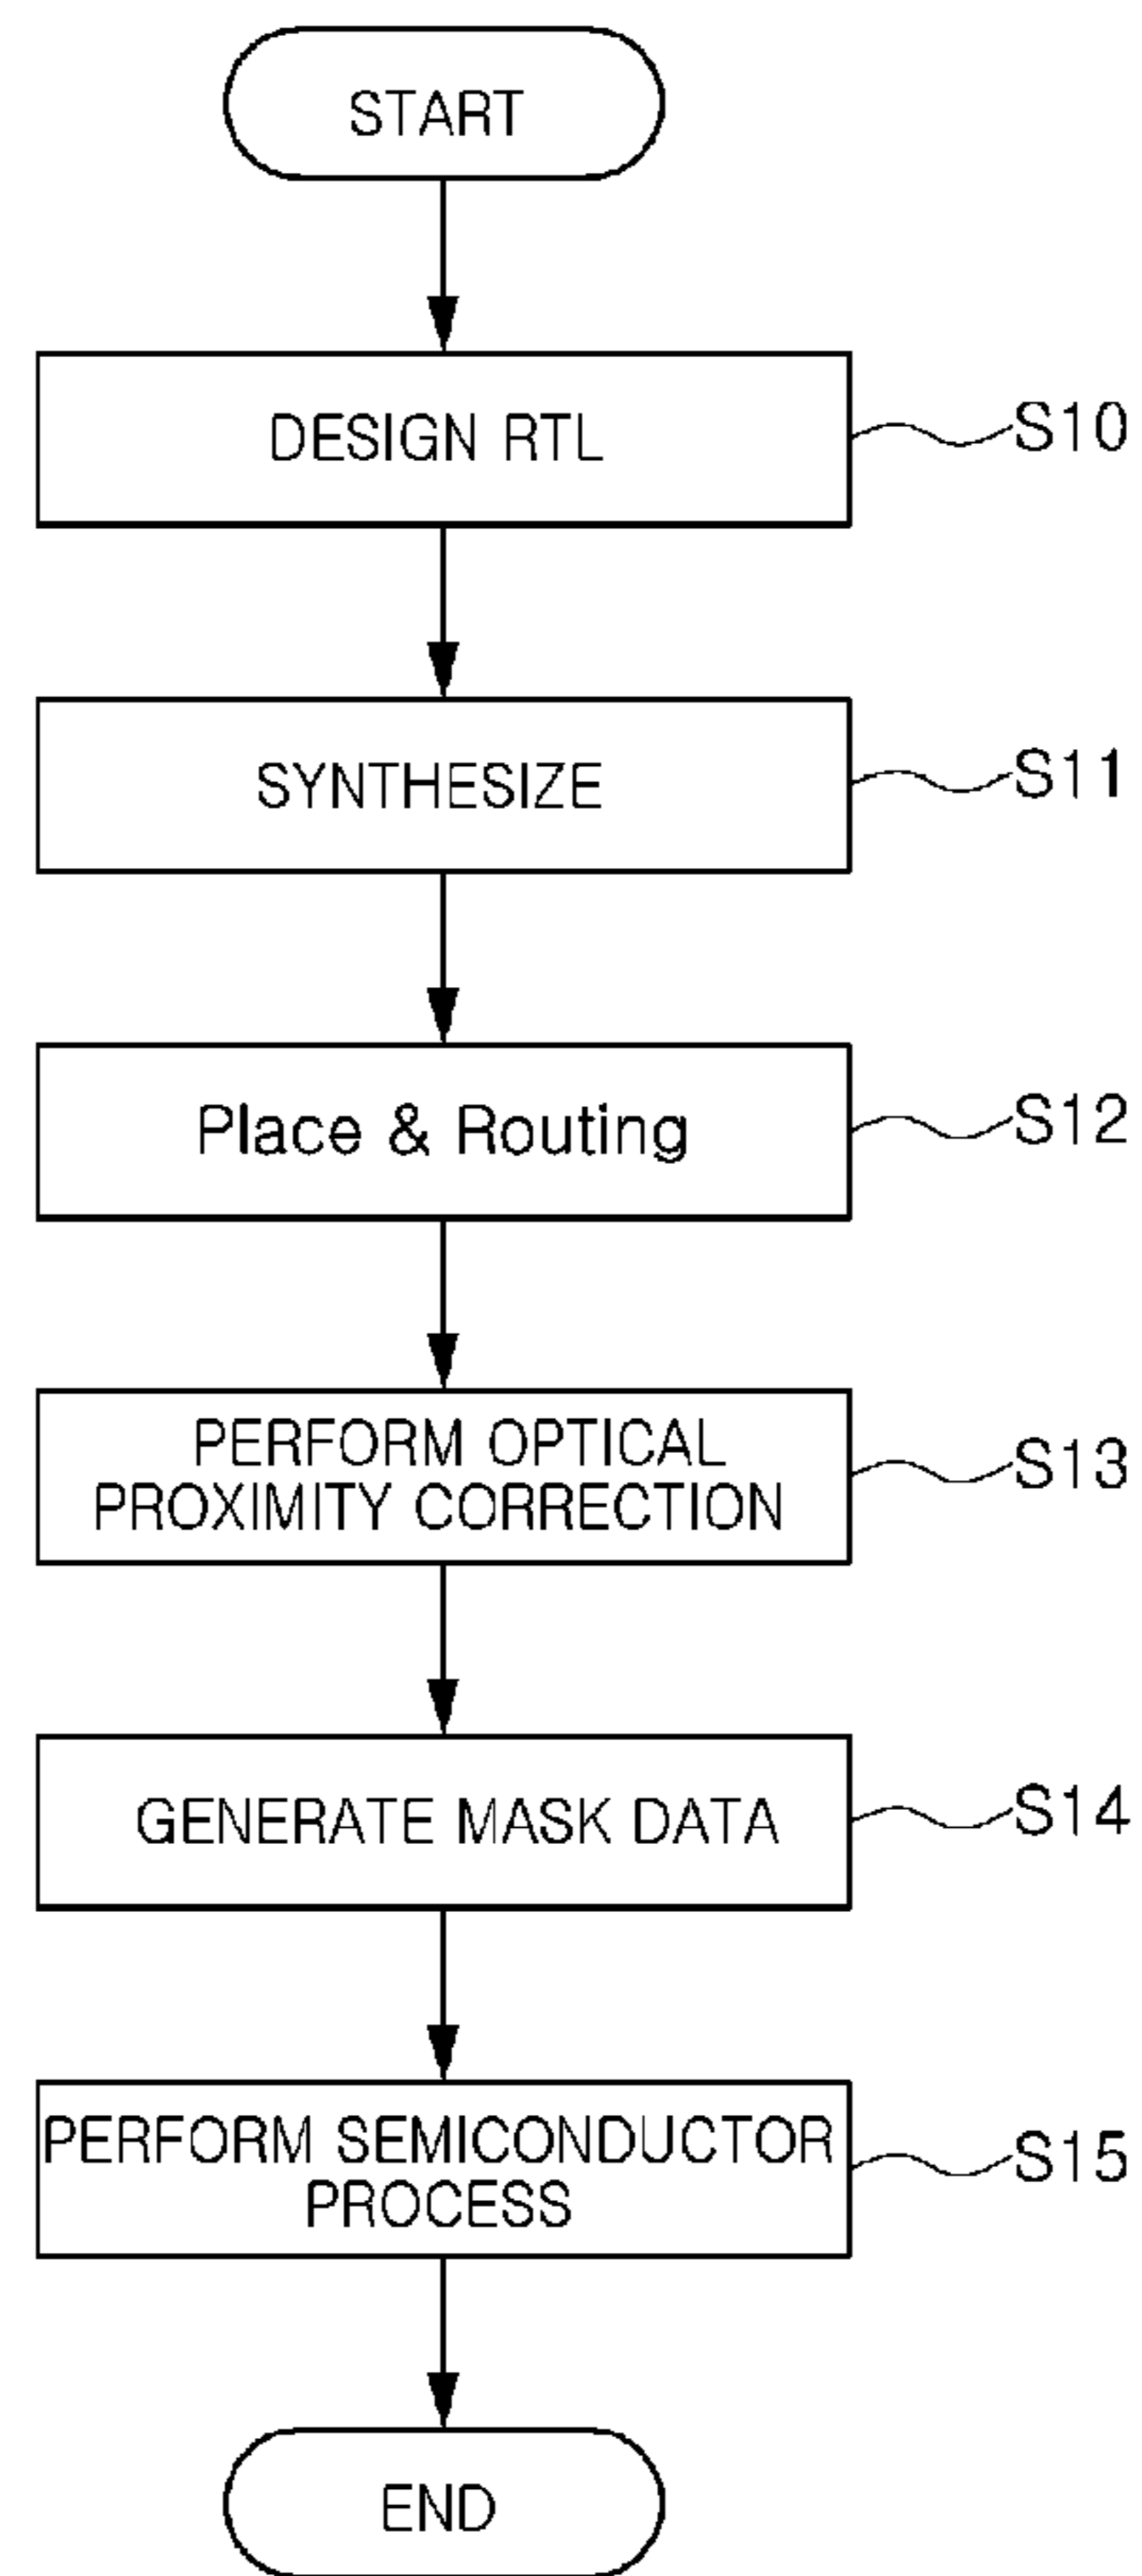 START
DESIGN RTL
S10
SYNTHESIZE
S11
Place & Routing
S12
PERFORM OPTICAL
PROXIMITY CORRECTION
S13
GENERATE MASK DATA
S14
PERFORM SEMICONDUCTOR
PROCESS
S15
END